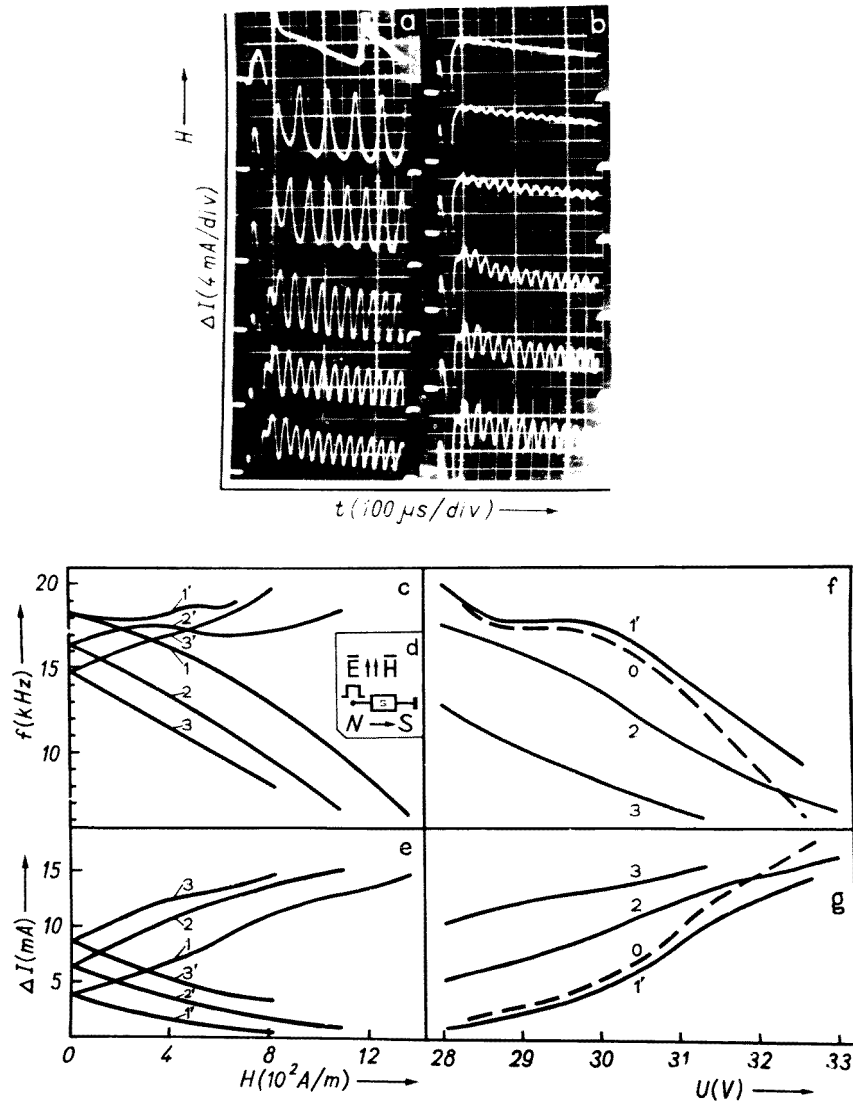 a
b
H
ΔI(4 mA/div)
t(100 μs/div)
c
20
15
10
f(kHz)
1'
2'
3'
1
2
3
d
E̅ ↑↑ H̅
S
N → S
f
1'
0
2
3
e
15
10
5
ΔI(mA)
3
2
1
3'
2'
1'
0
4
8
12
H(10² A/m)
g
3
2
0
1'
28
29
30
31
32
33
U(V)